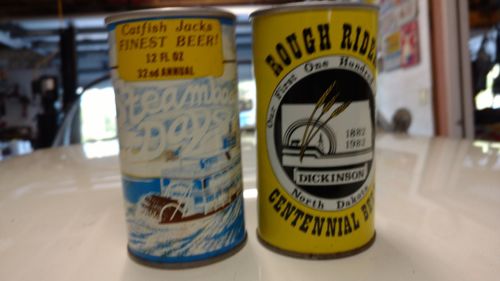 Catfish Jacks
FINEST BEER!
12 FL OZ
32nd ANNUAL
Steamboat
Days
ROUGH RIDER
Our First One Hundred
1882
1982
DICKINSON
North Dakota
CENTENNIAL BEER